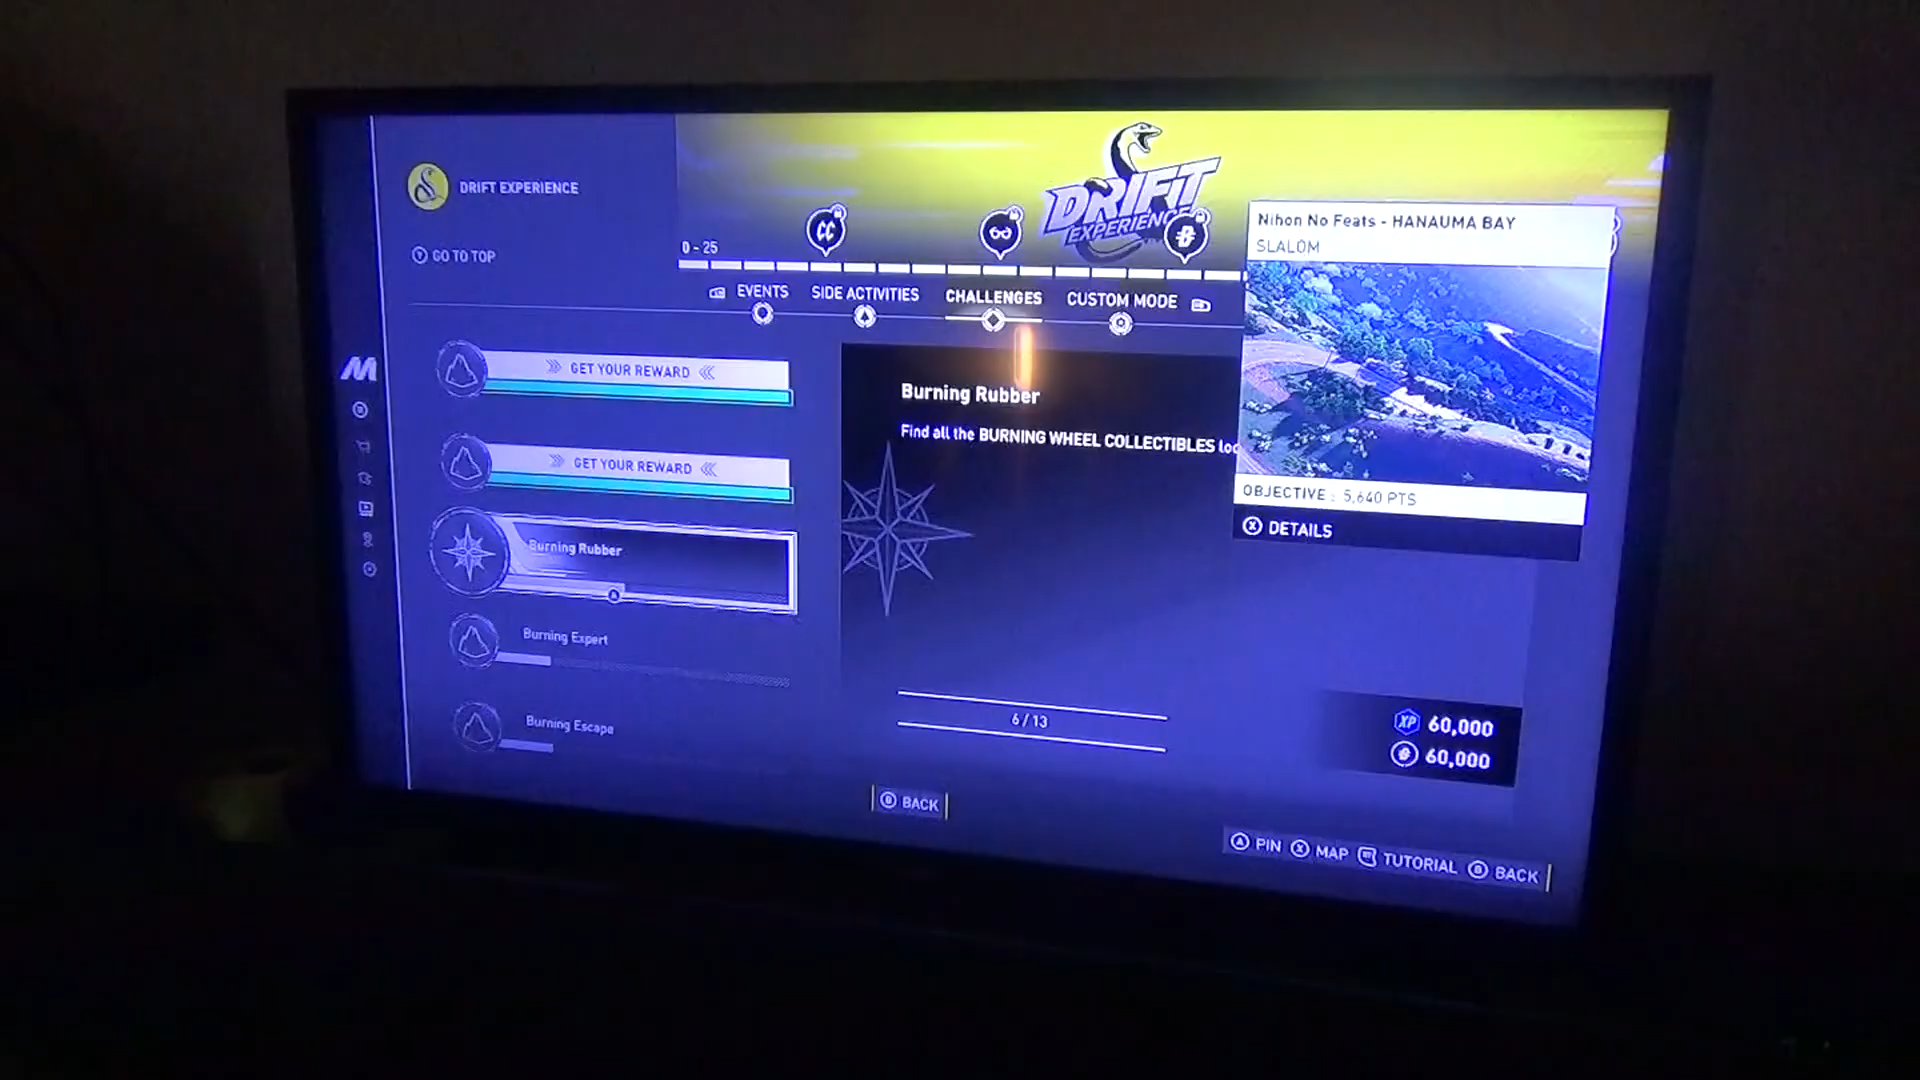 DRIFT EXPERIENCE
GO TO TOP
DRIFT
EXPERIENCE
0 - 25
CC
EVENTS
SIDE ACTIVITIES
CHALLENGES
CUSTOM MODE
Nihon No Feats - HANAUMA BAY
SLALOM
OBJECTIVE : 5,640 PTS
X DETAILS
GET YOUR REWARD
GET YOUR REWARD
Burning Rubber
Burning Expert
Burning Escape
Burning Rubber
Find all the BURNING WHEEL COLLECTIBLES loc
6 / 13
XP 60,000
60,000
B BACK
A PIN X MAP TUTORIAL B BACK